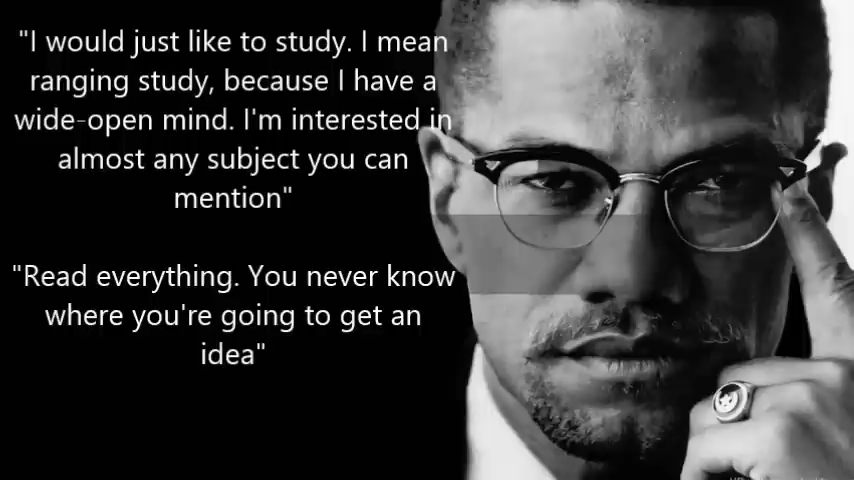 "I would just like to study. I mean
ranging study, because I have a
wide-open mind. I'm interested in
almost any subject you can
mention"
"Read everything. You never know
where you're going to get an
idea"